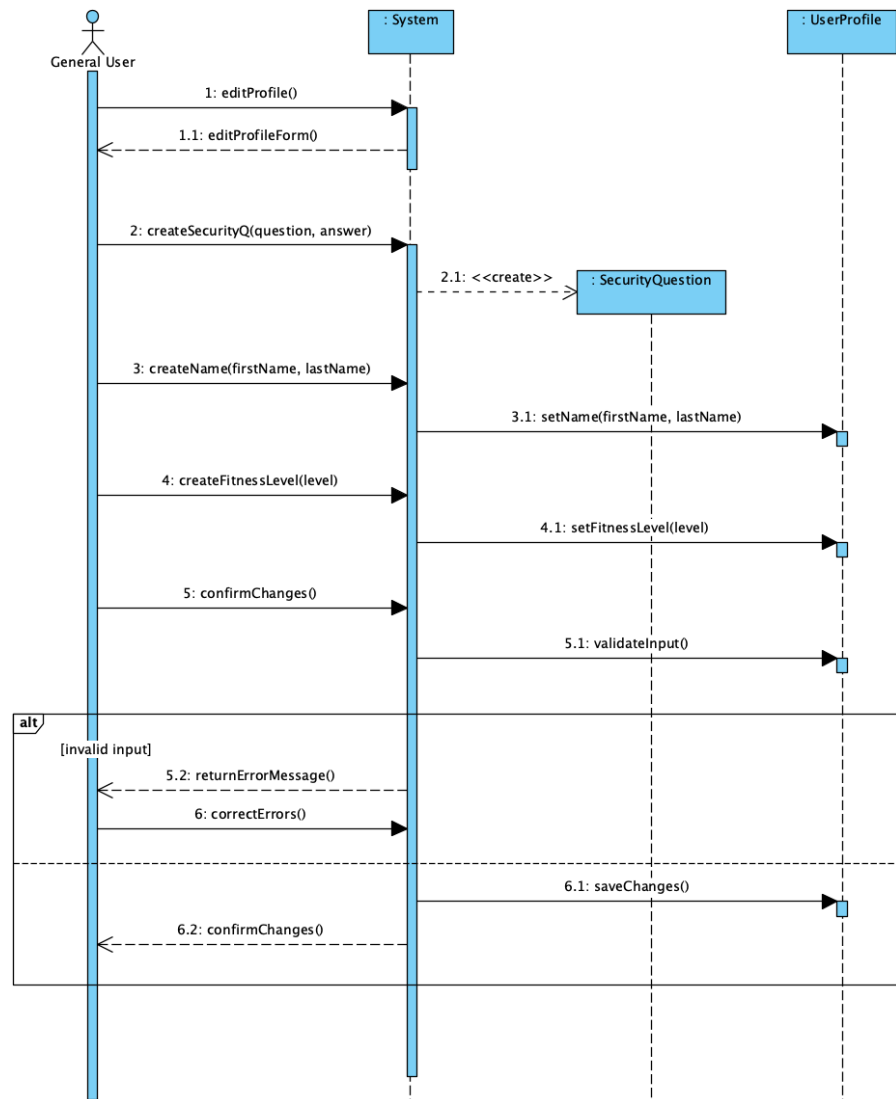 : System
: UserProfile
General User
1: editProfile()
1.1: editProfileForm()
2: createSecurityQ(question, answer)
2.1: <<create>>
: SecurityQuestion
3: createName(firstName, lastName)
3.1: setName(firstName, lastName)
4: createFitnessLevel(level)
4.1: setFitnessLevel(level)
5: confirmChanges()
5.1: validateInput()
alt
[invalid input]
5.2: returnErrorMessage()
6: correctErrors()
6.1: saveChanges()
6.2: confirmChanges()